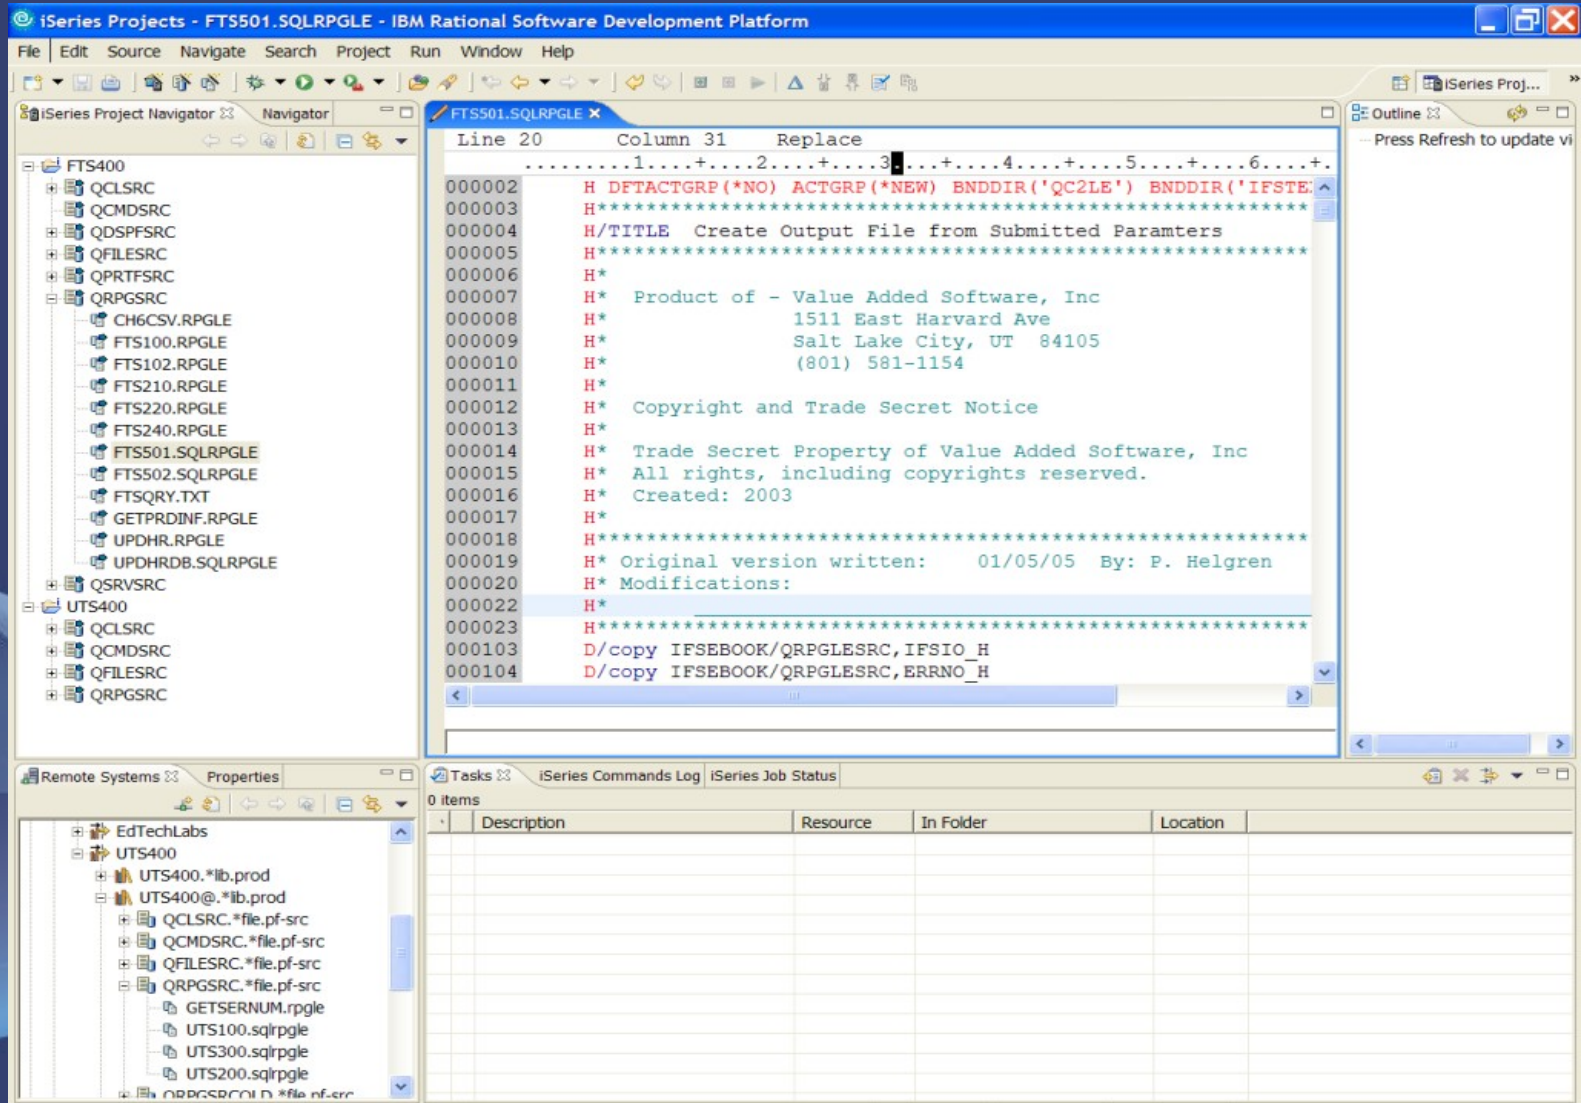 iSeries Projects - FTS501.SQLRPGLE - IBM Rational Software Development Platform
File Edit Source Navigate Search Project Run Window Help
iSeries Proj...
iSeries Project Navigator Navigator
FTS400
QCLSRC
QCMDSRC
QDSPFSRC
QFILESRC
QPRTFSRC
QRPGSRC
CH6CSV.RPGLE
FTS100.RPGLE
FTS102.RPGLE
FTS210.RPGLE
FTS220.RPGLE
FTS240.RPGLE
FTS501.SQLRPGLE
FTS502.SQLRPGLE
FTSQRY.TXT
GETPRDINF.RPGLE
UPDHR.RPGLE
UPDHRDB.SQLRPGLE
QSRVSRC
UTS400
QCLSRC
QCMDSRC
QFILESRC
QRPGSRC
FTS501.SQLRPGLE
Line 20 Column 31 Replace
.........1....+....2....+....3.....+....4....+....5....+....6....+.
000002 H DFTACTGRP(*NO) ACTGRP(*NEW) BNDDIR('QC2LE') BNDDIR('IFSTE
000003 H**********************************************************
000004 H/TITLE Create Output File from Submitted Paramters
000005 H**********************************************************
000006 H*
000007 H* Product of - Value Added Software, Inc
000008 H* 1511 East Harvard Ave
000009 H* Salt Lake City, UT 84105
000010 H* (801) 581-1154
000011 H*
000012 H* Copyright and Trade Secret Notice
000013 H*
000014 H* Trade Secret Property of Value Added Software, Inc
000015 H* All rights, including copyrights reserved.
000016 H* Created: 2003
000017 H*
000018 H**********************************************************
000019 H* Original version written: 01/05/05 By: P. Helgren
000020 H* Modifications:
000022 H*
000023 H**********************************************************
000103 D/copy IFSEBOOK/QRPGLESRC,IFSIO_H
000104 D/copy IFSEBOOK/QRPGLESRC,ERRNO_H
Outline
Press Refresh to update vi
Remote Systems Properties
EdTechLabs
UTS400
UTS400.*lib.prod
UTS400@.*lib.prod
QCLSRC.*file.pf-src
QCMDSRC.*file.pf-src
QFILESRC.*file.pf-src
QRPGSRC.*file.pf-src
GETSERNUM.rpgle
UTS100.sqlrpgle
UTS300.sqlrpgle
UTS200.sqlrpgle
QRPGSRCOLD.*file.pf-src
Tasks iSeries Commands Log iSeries Job Status
0 items
Description Resource In Folder Location